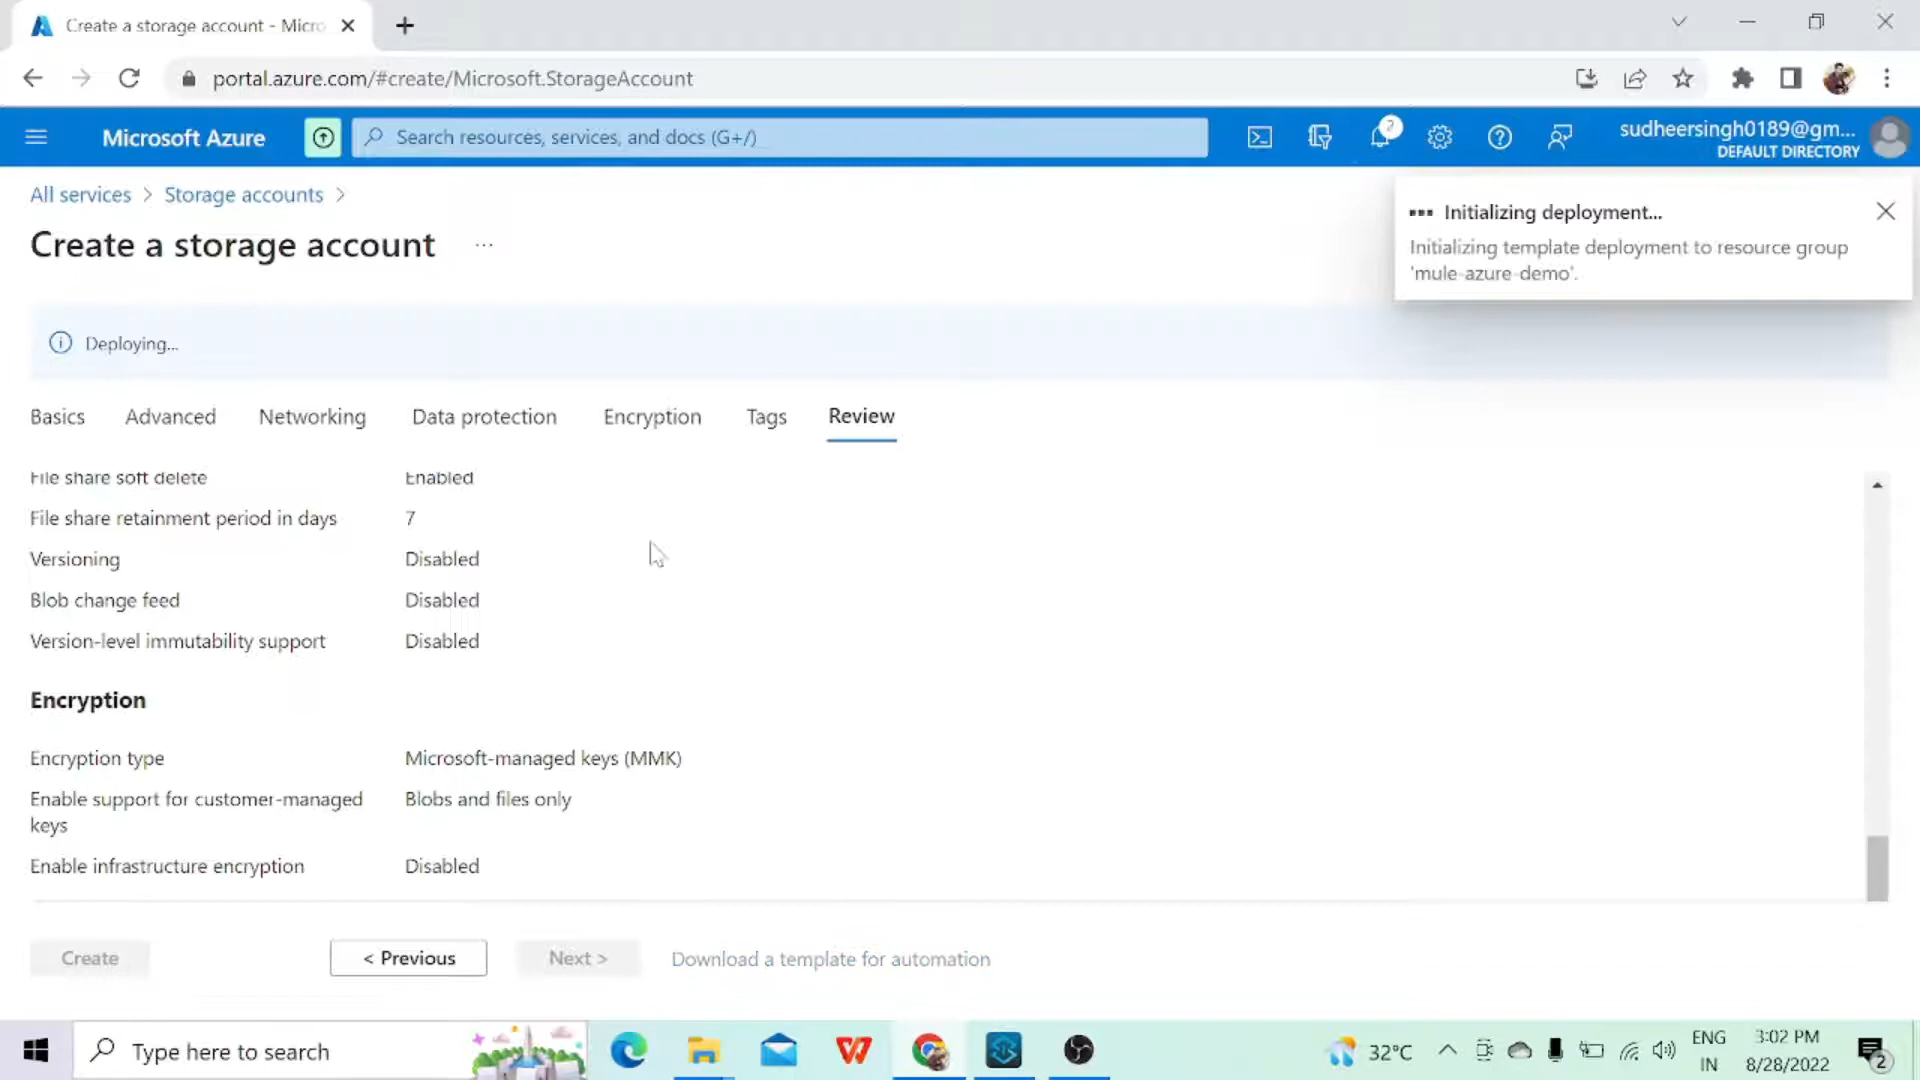 Create a storage account - Micro
portal.azure.com/#create/Microsoft.StorageAccount
Microsoft Azure
Search resources, services, and docs (G+/)
2
sudheersingh0189@gm...
DEFAULT DIRECTORY
All services > Storage accounts >
Create a storage account ...
Initializing deployment...
Initializing template deployment to resource group
'mule-azure-demo'.
Deploying...
Basics Advanced Networking Data protection Encryption Tags Review
File share soft delete Enabled
File share retainment period in days 7
Versioning Disabled
Blob change feed Disabled
Version-level immutability support Disabled
Encryption
Encryption type Microsoft-managed keys (MMK)
Enable support for customer-managed Blobs and files only
keys
Enable infrastructure encryption Disabled
Create < Previous Next > Download a template for automation
Type here to search
32°C
ENG
IN
3:02 PM
8/28/2022
2